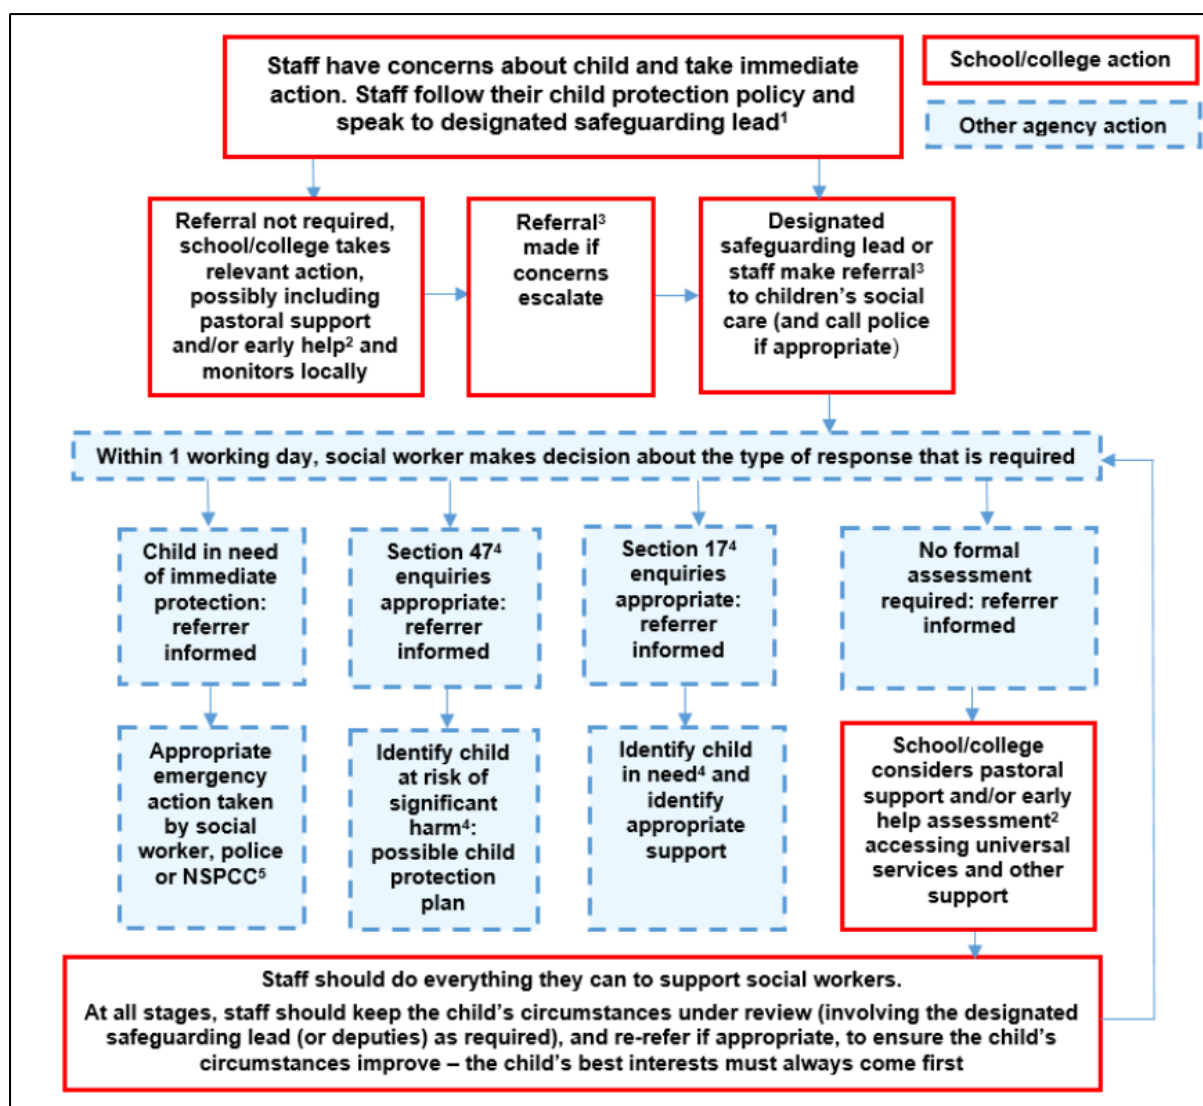 Staff have concerns about child and take immediate
action. Staff follow their child protection policy and
speak to designated safeguarding lead¹
School/college action
Other agency action
Referral not required,
school/college takes
relevant action,
possibly including
pastoral support
and/or early help² and
monitors locally
Referral³
made if
concerns
escalate
Designated
safeguarding lead or
staff make referral³
to children’s social
care (and call police
if appropriate)
Within 1 working day, social worker makes decision about the type of response that is required
Child in need
of immediate
protection:
referrer
informed
Section 47⁴
enquiries
appropriate:
referrer
informed
Section 17⁴
enquiries
appropriate:
referrer
informed
No formal
assessment
required: referrer
informed
Appropriate
emergency
action taken
by social
worker, police
or NSPCC⁵
Identify child
at risk of
significant
harm⁴:
possible child
protection
plan
Identify child
in need⁴ and
identify
appropriate
support
School/college
considers pastoral
support and/or early
help assessment²
accessing universal
services and other
support
Staff should do everything they can to support social workers.
At all stages, staff should keep the child’s circumstances under review (involving the designated
safeguarding lead (or deputies) as required), and re-refer if appropriate, to ensure the child’s
circumstances improve – the child’s best interests must always come first